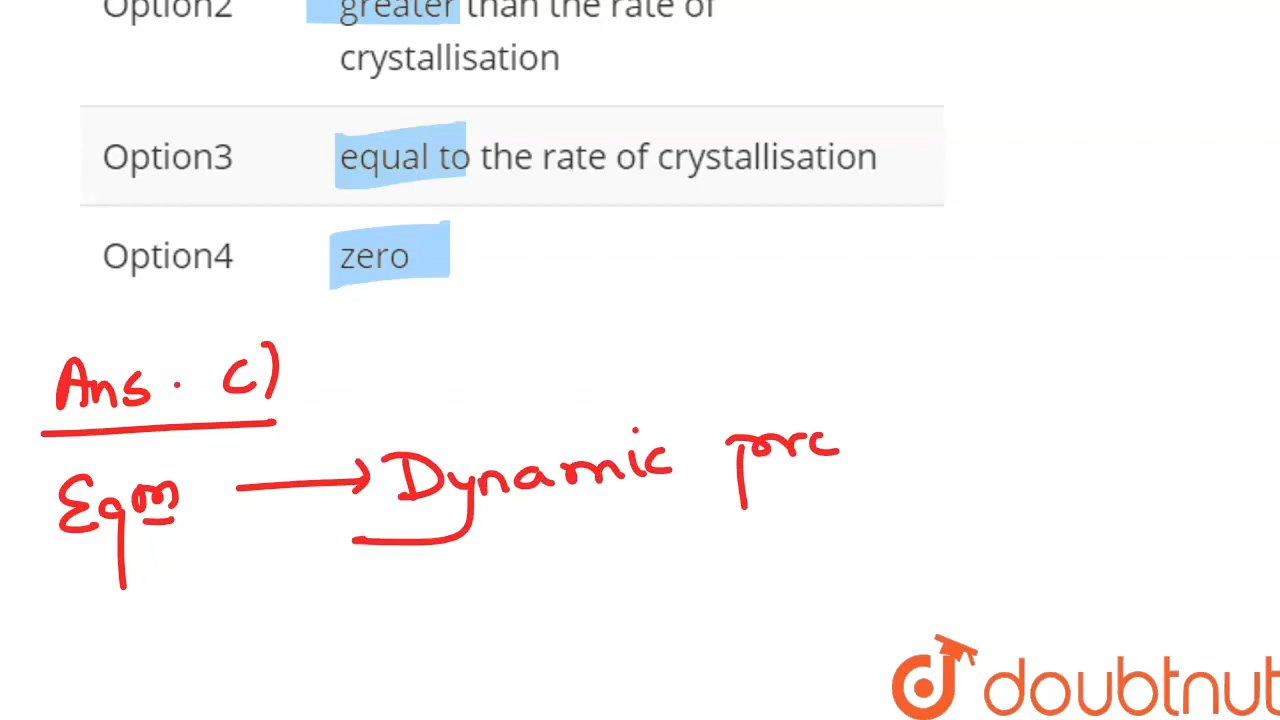 Option2 greater than the rate of
crystallisation
Option3 equal to the rate of crystallisation
Option4 zero
Ans. c)
Eqm → Dynamic prc
doubtnut